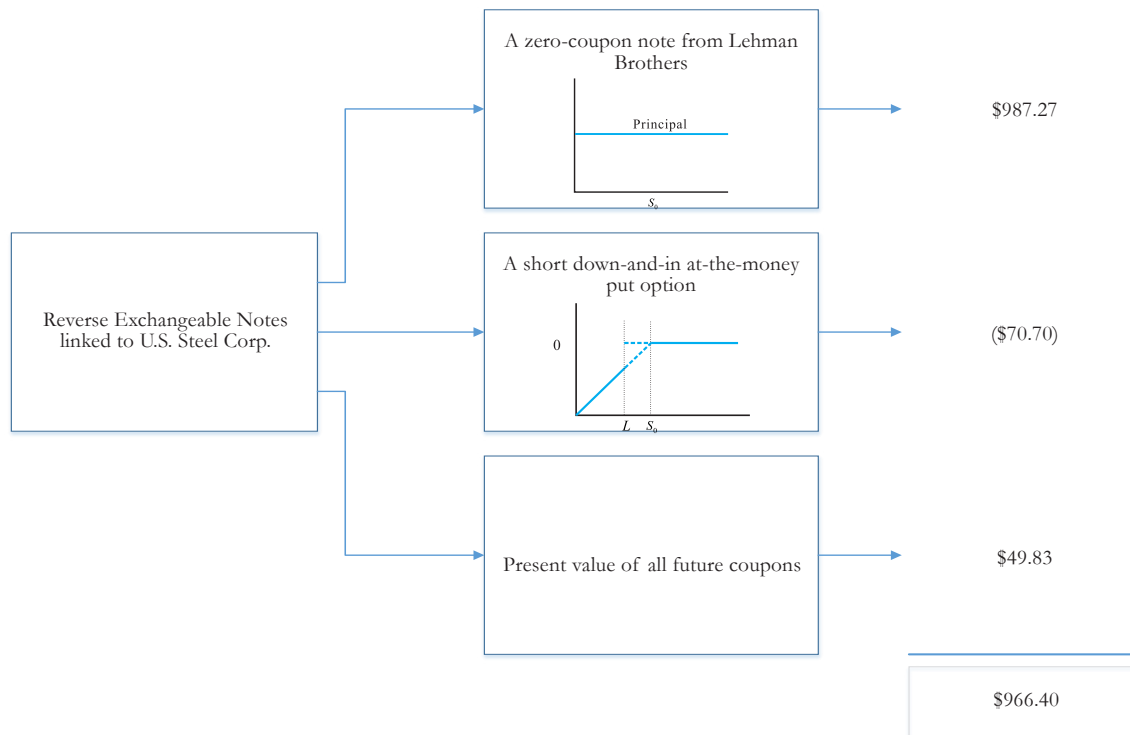 A zero-coupon note from Lehman
Brothers
Principal
S₀
$987.27
Reverse Exchangeable Notes
linked to U.S. Steel Corp.
A short down-and-in at-the-money
put option
0
L S₀
($70.70)
Present value of all future coupons
$49.83
$966.40